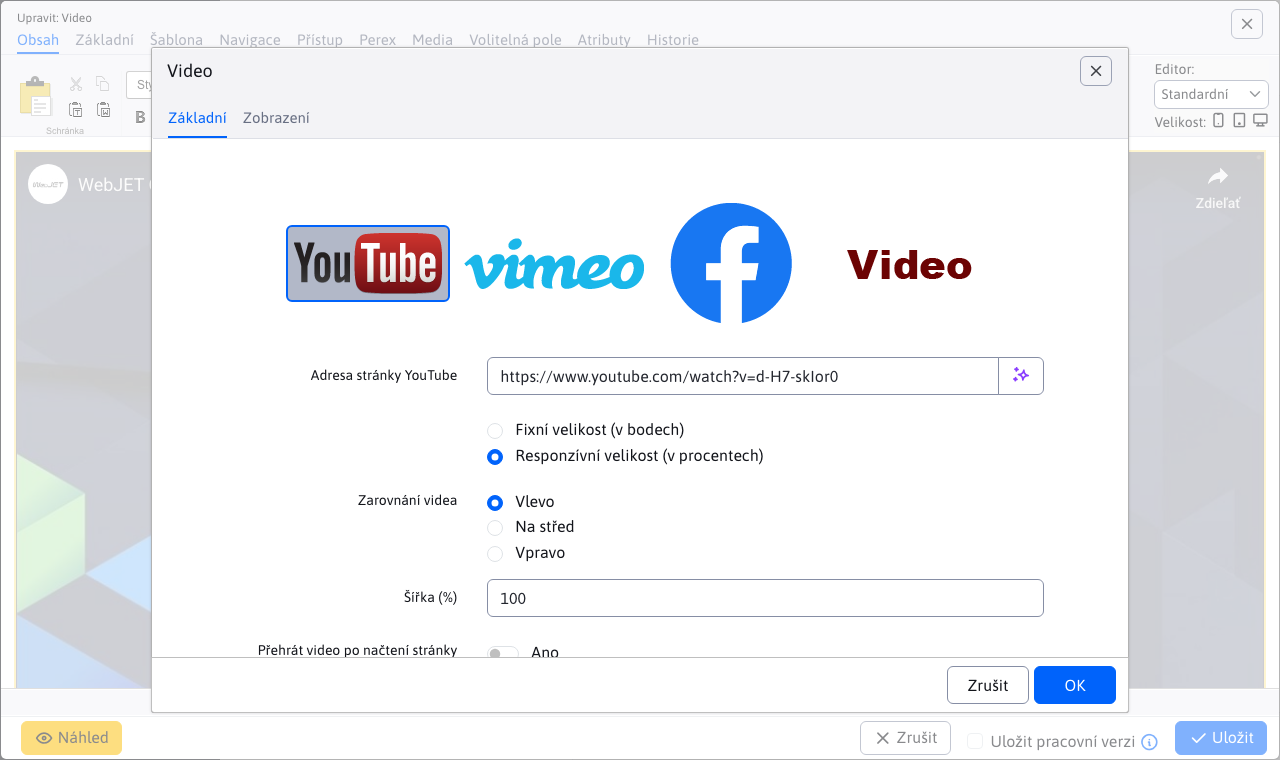 Upravit: Video
Obsah Základní Šablona Navigace Přístup Perex Media Volitelná pole Atributy Historie
Editor:
Standardní
Velikost:
Schránka
B
Video
Základní Zobrazení
WebJET
Zdieľať
YouTube vimeo Video
Adresa stránky YouTube https://www.youtube.com/watch?v=d-H7-skIor0
Fixní velikost (v bodech)
Responzívní velikost (v procentech)
Zarovnání videa Vlevo
Na střed
Vpravo
Šířka (%) 100
Přehrát video po načtení stránky Ano
Zrušit OK
Náhled Zrušit Uložit pracovní verzi Uložit